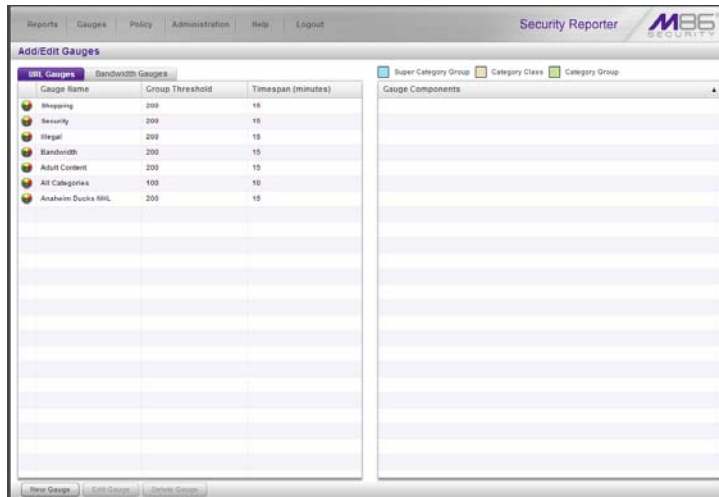 Reports Gauges Policy Administration Help Logout
Security Reporter
M86
SECURITY
Add/Edit Gauges
URL Gauges Bandwidth Gauges
Super Category Group Category Class Category Group
Gauge Name Group Threshold Timespan (minutes)
Gauge Components
Shopping 200 15
Security 200 15
Illegal 200 15
Bandwidth 200 15
Adult Content 200 15
All Categories 100 10
Anaheim Ducks NHL 200 15
New Gauge Edit Gauge Delete Gauge